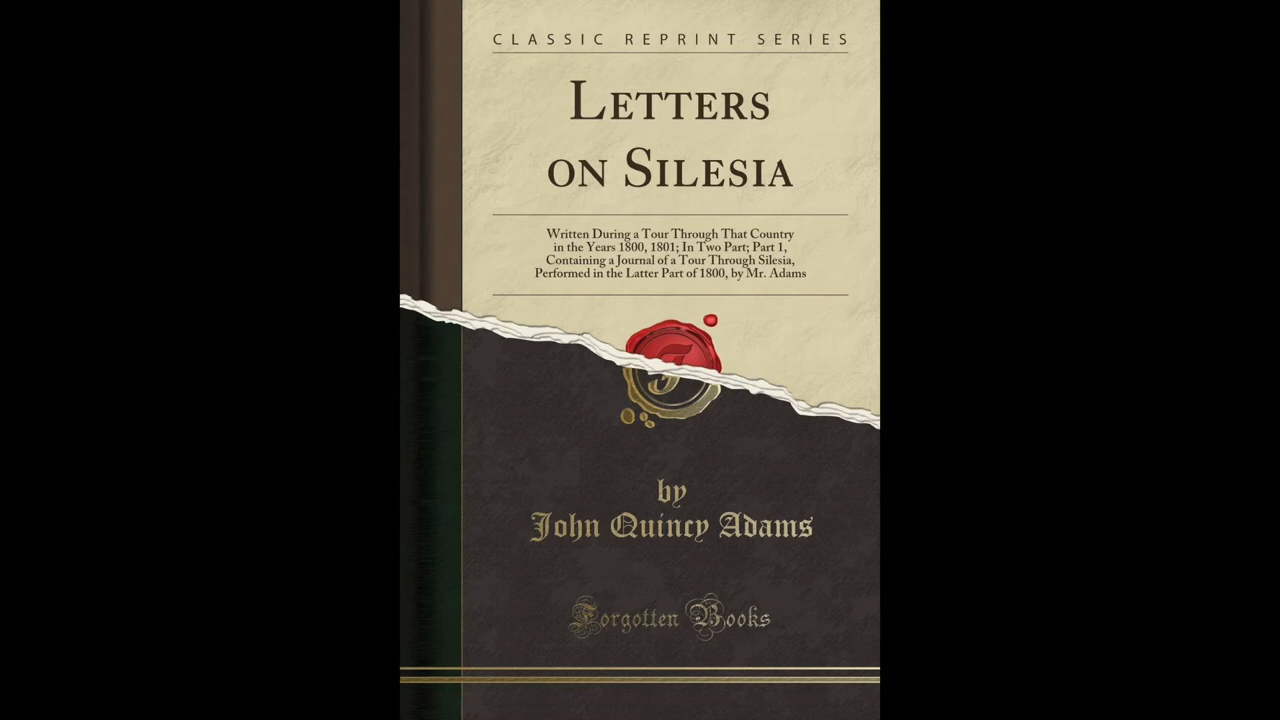 CLASSIC REPRINT SERIES
LETTERS
ON SILESIA
Written During a Tour Through That Country
in the Years 1800, 1801; In Two Part; Part 1,
Containing a Journal of a Tour Through Silesia,
Performed in the Latter Part of 1800, by Mr. Adams
by
John Quincy Adams
Forgotten Books